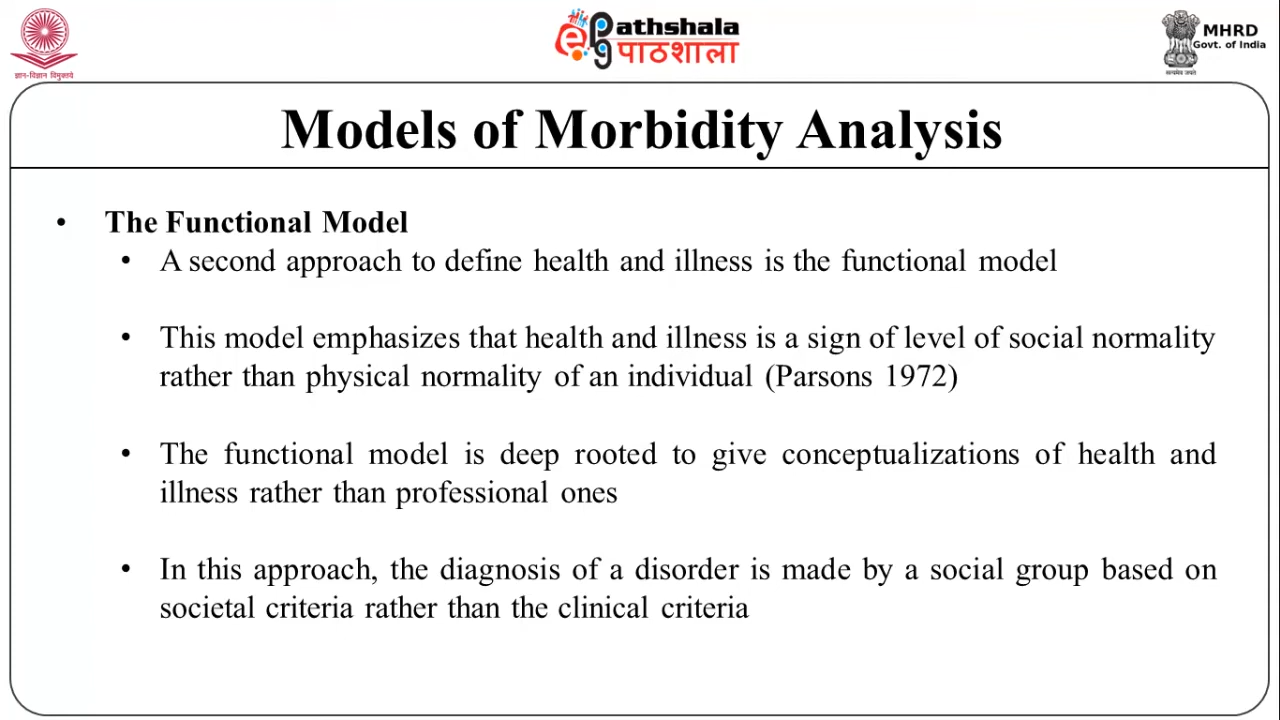 ज्ञान-विज्ञान विमुक्तये
ePathshala
पाठशाला
MHRD
Govt. of India
सत्यमेव जयते
Models of Morbidity Analysis
• The Functional Model
• A second approach to define health and illness is the functional model
• This model emphasizes that health and illness is a sign of level of social normality
rather than physical normality of an individual (Parsons 1972)
• The functional model is deep rooted to give conceptualizations of health and
illness rather than professional ones
• In this approach, the diagnosis of a disorder is made by a social group based on
societal criteria rather than the clinical criteria